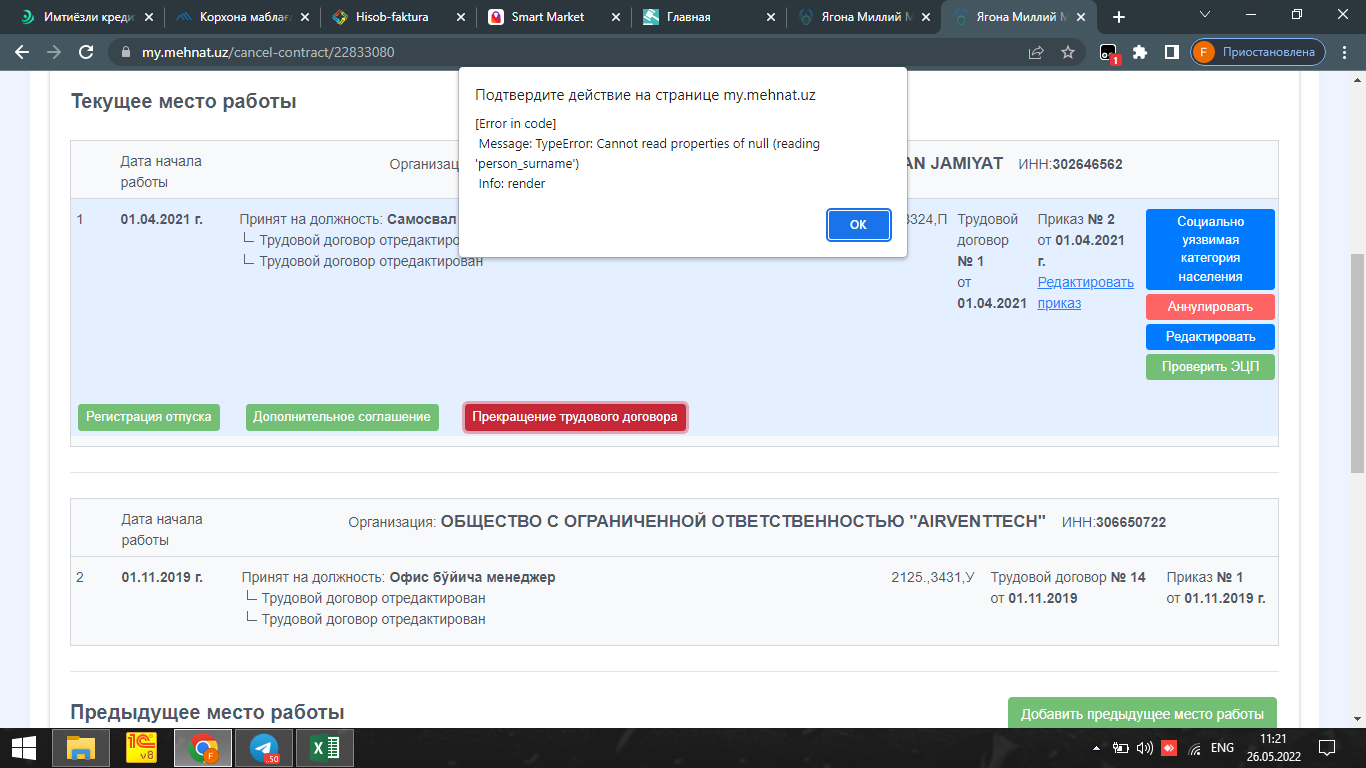 Имтиёзли креди
Корхона маблағл
Hisob-faktura
Smart Market
Главная
Ягона Миллий М
Ягона Миллий М
my.mehnat.uz/cancel-contract/22833080
1
F
Приостановлена
Подтвердите действие на странице my.mehnat.uz
[Error in code]
Message: TypeError: Cannot read properties of null (reading
'person_surname')
Info: render
ОК
Текущее место работы
Дата начала
работы
Организац
AN JAMIYAT ИНН:302646562
1
01.04.2021 г.
Принят на должность: Самосвал
Трудовой договор отредактиро
Трудовой договор отредактирован
3324,П
Трудовой
договор
№ 1
от
01.04.2021
Приказ № 2
от 01.04.2021
г.
Редактировать
приказ
Социально
уязвимая
категория
населения
Аннулировать
Редактировать
Проверить ЭЦП
Регистрация отпуска
Дополнительное соглашение
Прекращение трудового договора
Дата начала
работы
Организация: ОБЩЕСТВО С ОГРАНИЧЕННОЙ ОТВЕТСТВЕННОСТЬЮ "AIRVENTTECH" ИНН:306650722
2
01.11.2019 г.
Принят на должность: Офис бўйича менеджер
Трудовой договор отредактирован
Трудовой договор отредактирован
2125.,3431,У
Трудовой договор № 14
от 01.11.2019
Приказ № 1
от 01.11.2019 г.
Предыдущее место работы
Добавить предыдущее место работы
1С
v8
F
.50
ENG
11:21
26.05.2022